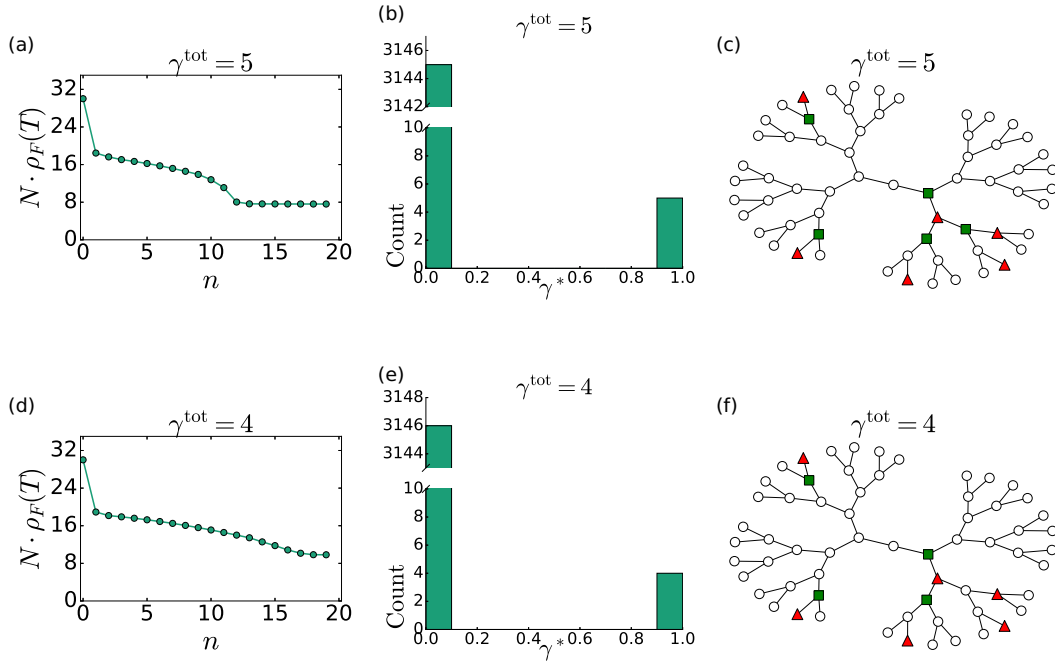 (a)
γ^tot = 5
32
24
16
8
0
0 5 10 15 20
N · ρ_F(T)
n
(b)
γ^tot = 5
3146
3144
3142
10
8
6
4
2
0
0.0 0.2 0.4 0.6 0.8 1.0
Count
γ*
(c)
γ^tot = 5
(d)
γ^tot = 4
32
24
16
8
0
0 5 10 15 20
N · ρ_F(T)
n
(e)
γ^tot = 4
3148
3146
3144
10
8
6
4
2
0
0.0 0.2 0.4 0.6 0.8 1.0
Count
γ*
(f)
γ^tot = 4